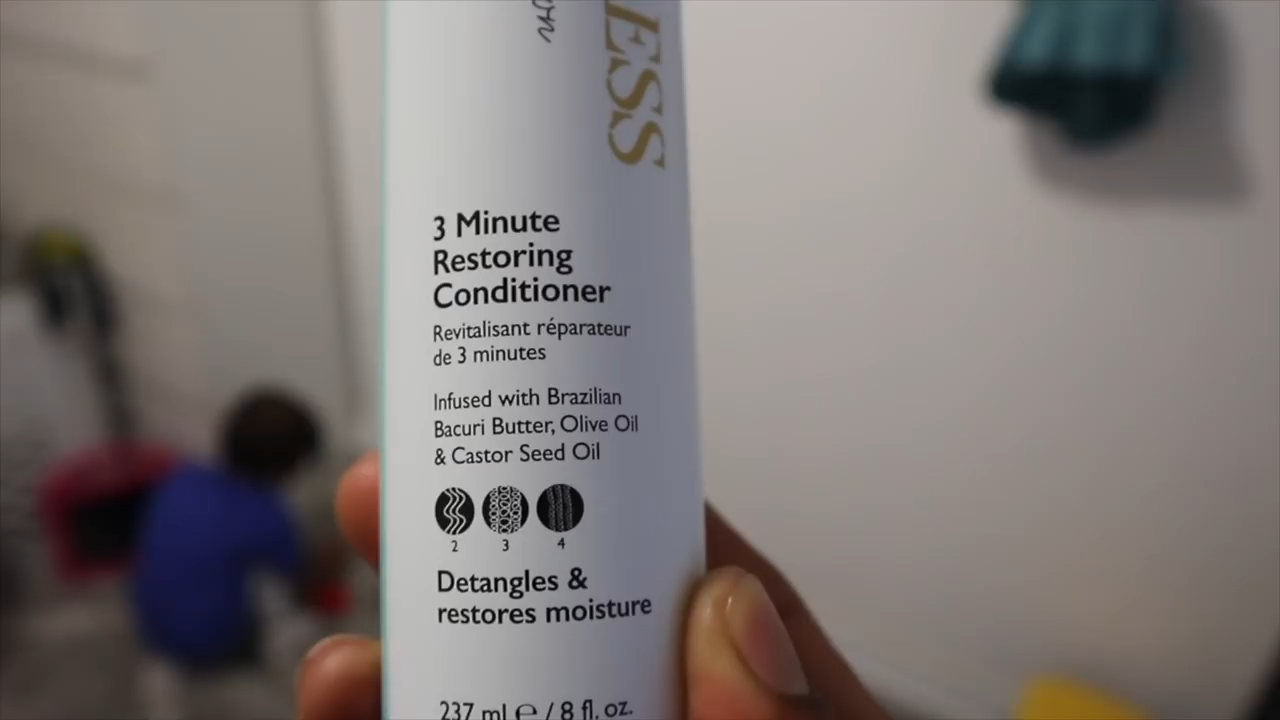 ESS
3 Minute
Restoring
Conditioner
Revitalisant réparateur
de 3 minutes
Infused with Brazilian
Bacuri Butter, Olive Oil
& Castor Seed Oil
2 3 4
Detangles &
restores moisture
237 ml ℮ / 8 fl. oz.